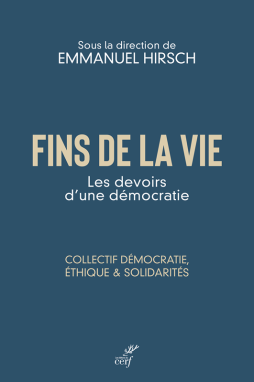 Sous la direction de
EMMANUEL HIRSCH
FINS DE LA VIE
Les devoirs
d'une démocratie
COLLECTIF DÉMOCRATIE,
ÉTHIQUE & SOLIDARITÉS
cerf